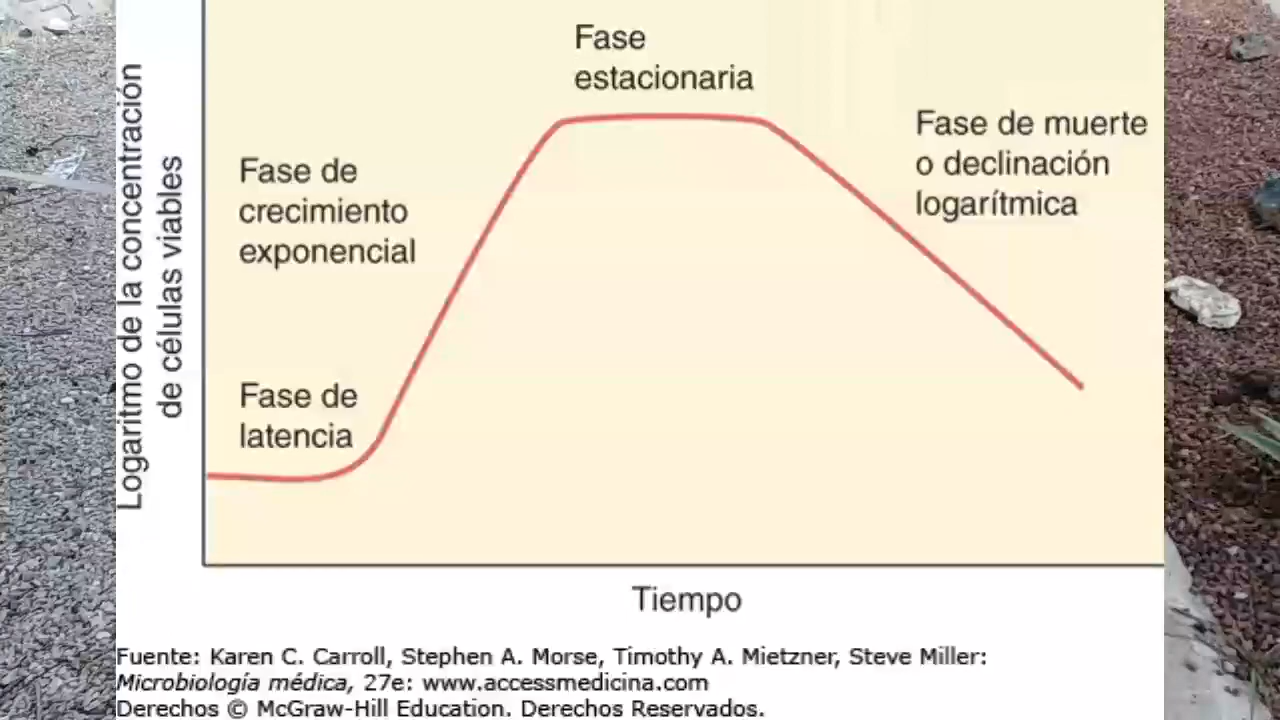 Fase
estacionaria
Fase de muerte
o declinación
logarítmica
Fase de
crecimiento
exponencial
Fase de
latencia
Logaritmo de la concentración
de células viables
Tiempo
Fuente: Karen C. Carroll, Stephen A. Morse, Timothy A. Mietzner, Steve Miller:
Microbiología médica, 27e: www.accessmedicina.com
Derechos © McGraw-Hill Education. Derechos Reservados.